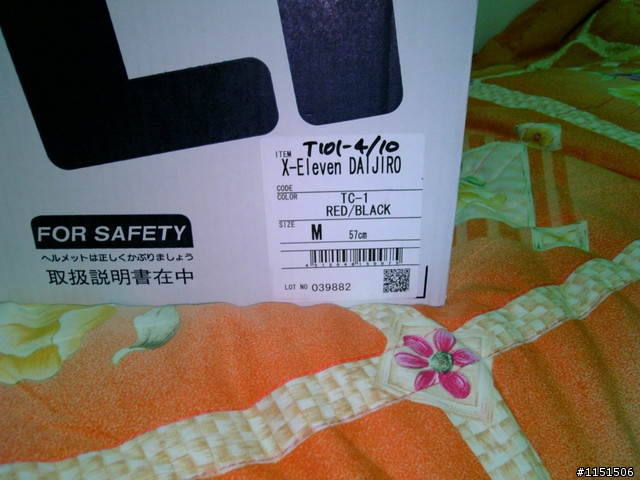 T101-4/10
ITEM
X-Eleven DAIJIRO
CODE
COLOR
TC-1
RED/BLACK
SIZE
M 57cm
LOT NO 039882
FOR SAFETY
ヘルメットは正しくかぶりましょう
取扱説明書在中
#1151506